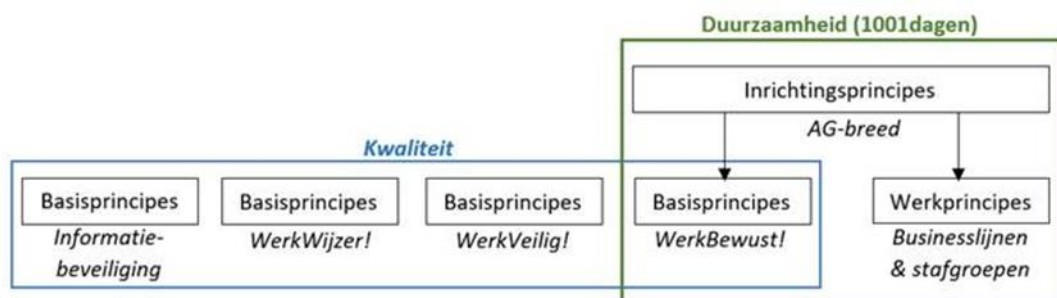 Duurzaamheid (1001dagen)
Inrichtingsprincipes
AG-breed
Kwaliteit
Basisprincipes
Informatie-
beveiliging
Basisprincipes
WerkWijzer!
Basisprincipes
WerkVeilig!
Basisprincipes
WerkBewust!
Werkprincipes
Businesslijnen
& stafgroepen